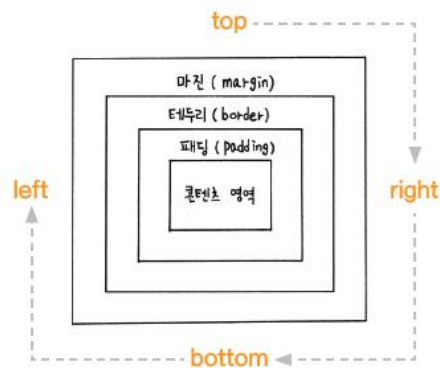 top
마진 ( margin)
테두리 ( border)
패딩 ( padding)
left
콘텐츠 영역
right
bottom